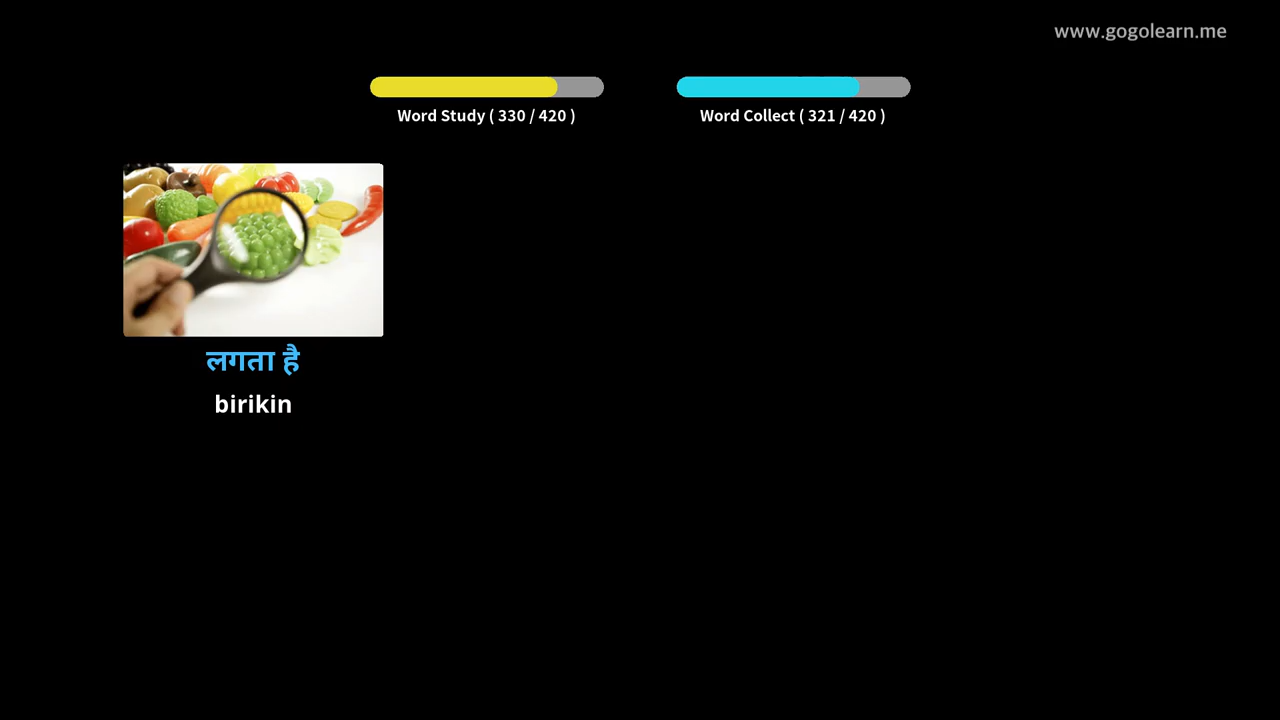 www.gogolearn.me
Word Study ( 330 / 420 )
Word Collect ( 321 / 420 )
लगता है
birikin